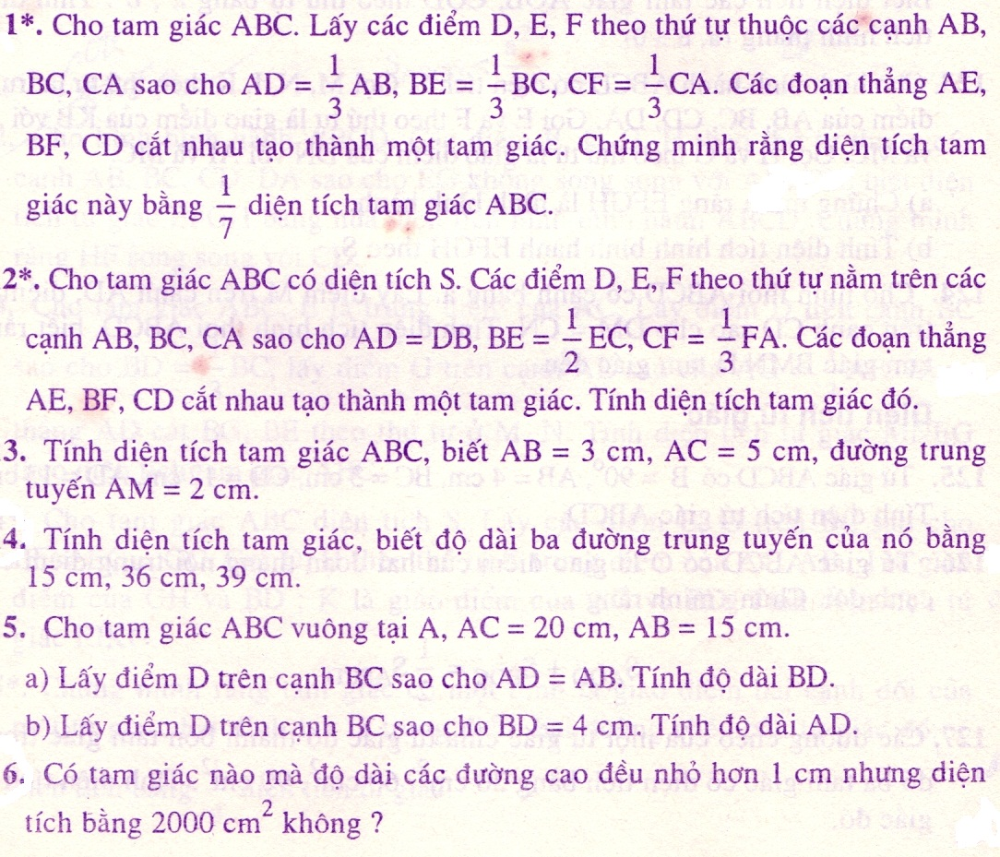 1*. Cho tam giác ABC. Lấy các điểm D, E, F theo thứ tự thuộc các cạnh AB,
BC, CA sao cho AD = 1/3 AB, BE = 1/3 BC, CF = 1/3 CA. Các đoạn thẳng AE,
BF, CD cắt nhau tạo thành một tam giác. Chứng minh rằng diện tích tam
giác này bằng 1/7 diện tích tam giác ABC.
2*. Cho tam giác ABC có diện tích S. Các điểm D, E, F theo thứ tự nằm trên các
cạnh AB, BC, CA sao cho AD = DB, BE = 1/2 EC, CF = 1/3 FA. Các đoạn thẳng
AE, BF, CD cắt nhau tạo thành một tam giác. Tính diện tích tam giác đó.
3. Tính diện tích tam giác ABC, biết AB = 3 cm, AC = 5 cm, đường trung
tuyến AM = 2 cm.
4. Tính diện tích tam giác, biết độ dài ba đường trung tuyến của nó bằng
15 cm, 36 cm, 39 cm.
5. Cho tam giác ABC vuông tại A, AC = 20 cm, AB = 15 cm.
a) Lấy điểm D trên cạnh BC sao cho AD = AB. Tính độ dài BD.
b) Lấy điểm D trên cạnh BC sao cho BD = 4 cm. Tính độ dài AD.
6. Có tam giác nào mà độ dài các đường cao đều nhỏ hơn 1 cm nhưng diện
tích bằng 2000 cm² không ?